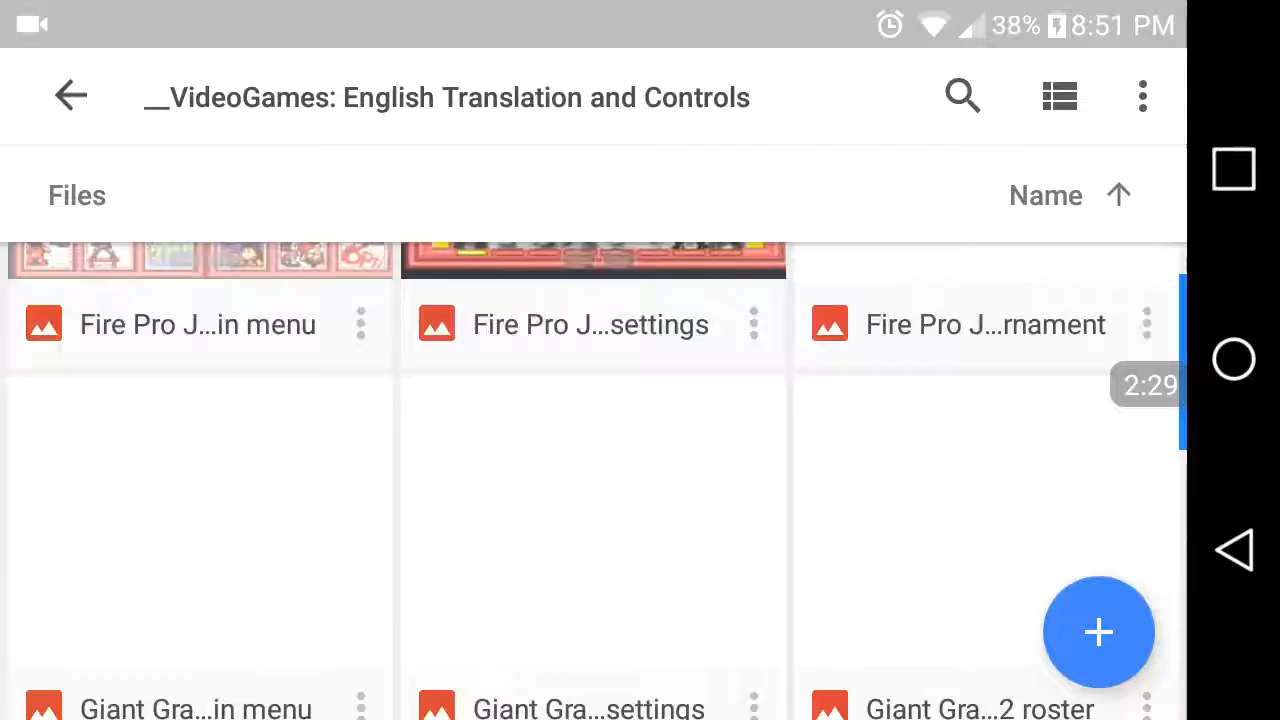 38% 8:51 PM
__VideoGames: English Translation and Controls
Files Name
Fire Pro J...in menu
Fire Pro J...settings
Fire Pro J...rnament
2:29
Giant Gra...in menu
Giant Gra...settings
Giant Gra...2 roster